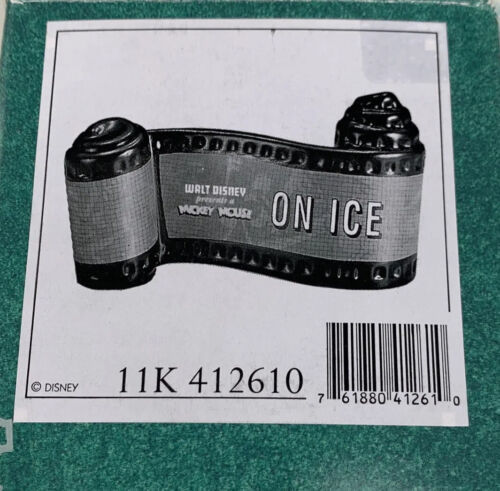 WALT DISNEY
presents a
MICKEY MOUSE
ON ICE
© DISNEY
11K 412610
7 61880 41261 0